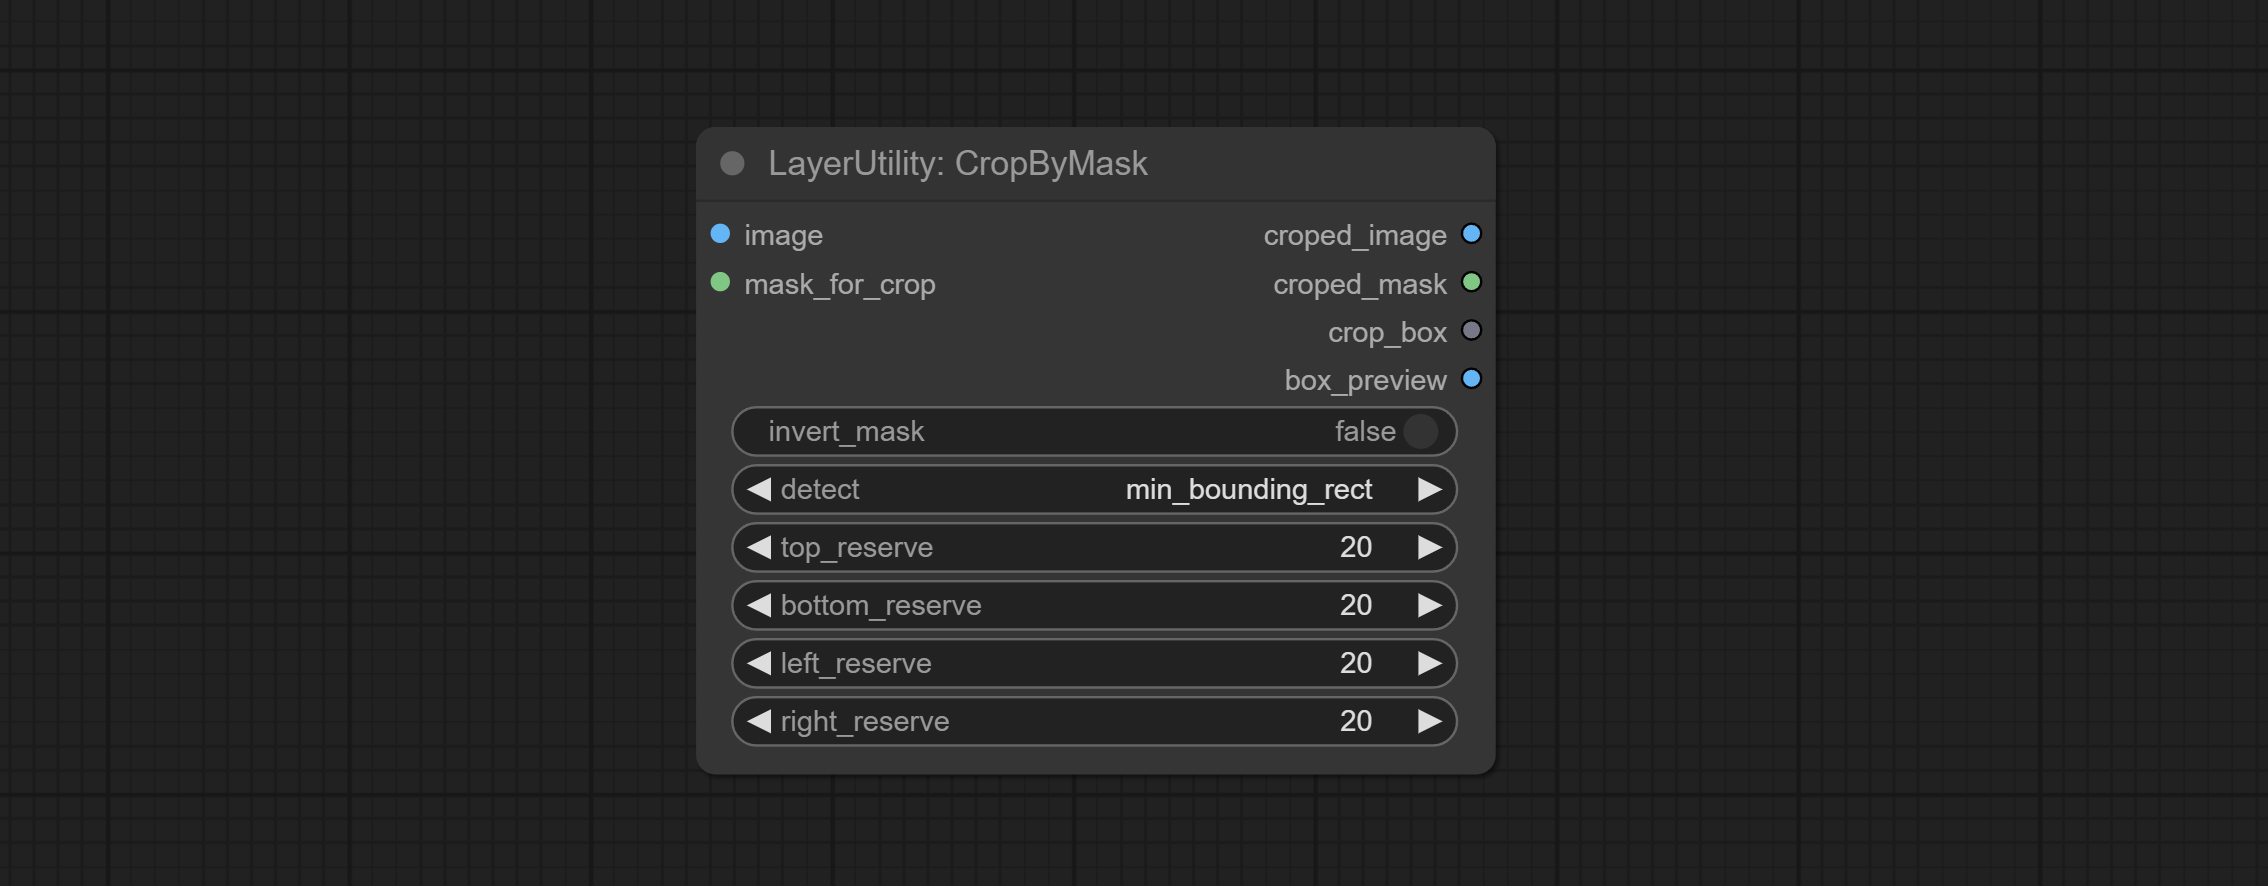 LayerUtility: CropByMask
image croped_image
mask_for_crop croped_mask
crop_box
box_preview
invert_mask false
detect min_bounding_rect
top_reserve 20
bottom_reserve 20
left_reserve 20
right_reserve 20